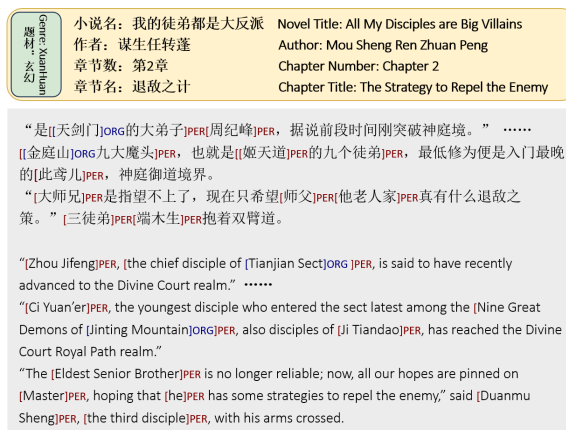 Genre: XuanHuan
题材：玄幻
小说名：我的徒弟都是大反派 Novel Title: All My Disciples are Big Villains
作者：谋生任转蓬 Author: Mou Sheng Ren Zhuan Peng
章节数：第2章 Chapter Number: Chapter 2
章节名：退敌之计 Chapter Title: The Strategy to Repel the Enemy
“是[[天剑门]ORG的大弟子]PER[周纪峰]PER，据说前段时间刚突破神庭境。” ……
[[金庭山]ORG九大魔头]PER，也就是[[姬天道]PER的九个徒弟]PER，最低修为便是入门最晚
的[此鸢儿]PER，神庭御道境界。
“[大师兄]PER是指望不上了，现在只希望[师父]PER[他老人家]PER真有什么退敌之
策。”[三徒弟]PER[端木生]PER抱着双臂道。
“[Zhou Jifeng]PER, [the chief disciple of [Tianjian Sect]ORG ]PER, is said to have recently
advanced to the Divine Court realm.” ……
“[Ci Yuan’er]PER, the youngest disciple who entered the sect latest among the [Nine Great
Demons of [Jinting Mountain]ORG]PER, also disciples of [Ji Tiandao]PER, has reached the Divine
Court Royal Path realm.”
“The [Eldest Senior Brother]PER is no longer reliable; now, all our hopes are pinned on
[Master]PER, hoping that [he]PER has some strategies to repel the enemy,” said [Duanmu
Sheng]PER, [the third disciple]PER, with his arms crossed.